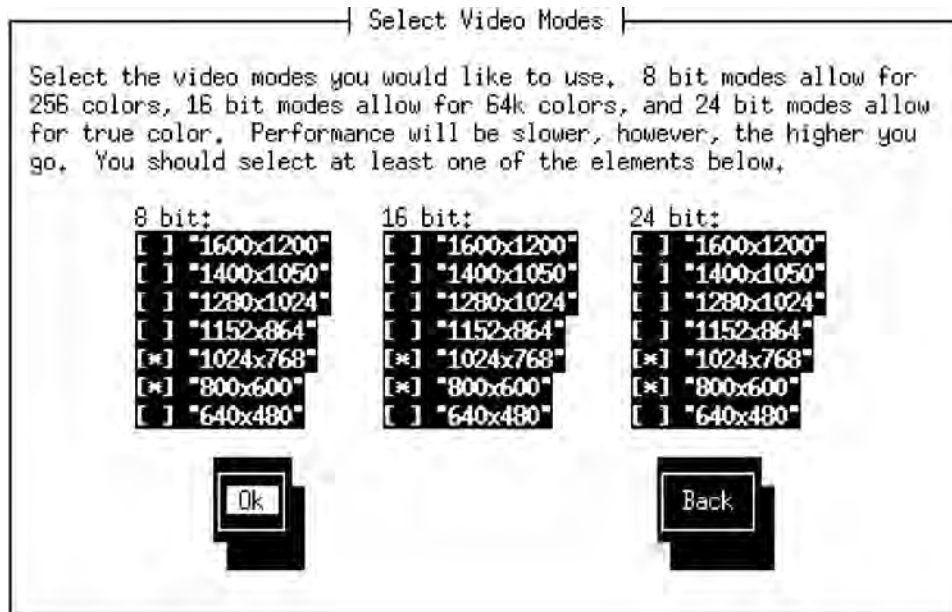 Select Video Modes
Select the video modes you would like to use.  8 bit modes allow for
256 colors, 16 bit modes allow for 64k colors, and 24 bit modes allow
for true color.  Performance will be slower, however, the higher you
go.  You should select at least one of the elements below.
8 bit: 16 bit: 24 bit:
[ ] "1600x1200" [ ] "1600x1200" [ ] "1600x1200"
[ ] "1400x1050" [ ] "1400x1050" [ ] "1400x1050"
[ ] "1280x1024" [ ] "1280x1024" [ ] "1280x1024"
[ ] "1152x864" [ ] "1152x864" [ ] "1152x864"
[*] "1024x768" [*] "1024x768" [*] "1024x768"
[*] "800x600" [*] "800x600" [*] "800x600"
[ ] "640x480" [ ] "640x480" [ ] "640x480"
Ok Back